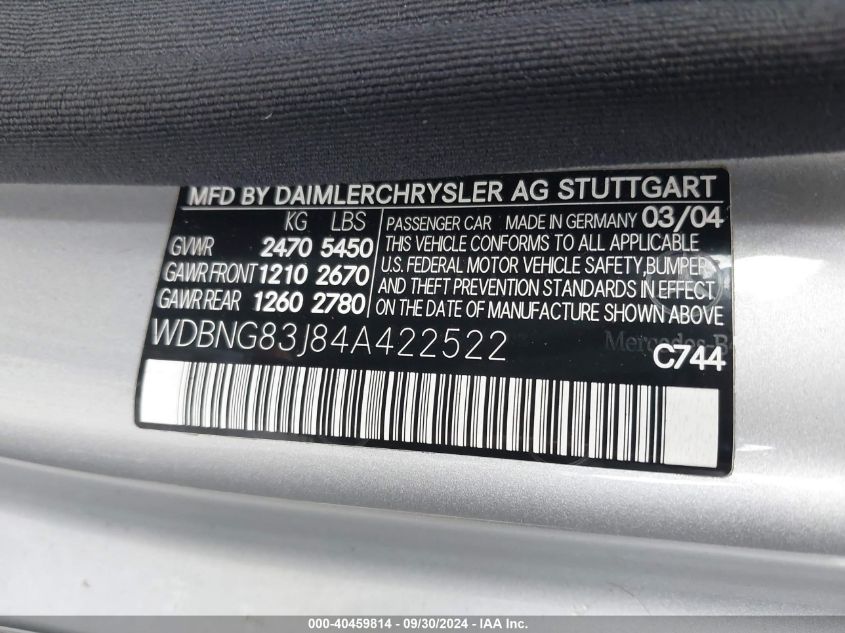 MFD BY DAIMLERCHRYSLER AG STUTTGART
KG LBS
GVWR 2470 5450
GAWR FRONT 1210 2670
GAWR REAR 1260 2780
PASSENGER CAR MADE IN GERMANY 03/04
THIS VEHICLE CONFORMS TO ALL APPLICABLE
U.S. FEDERAL MOTOR VEHICLE SAFETY, BUMPER
AND THEFT PREVENTION STANDARDS IN EFFECT
ON THE DATE OF MANUFACTURE SHOWN ABOVE
WDBNG83J84A422522
C744
000-40459814 - 09/30/2024 - IAA Inc.